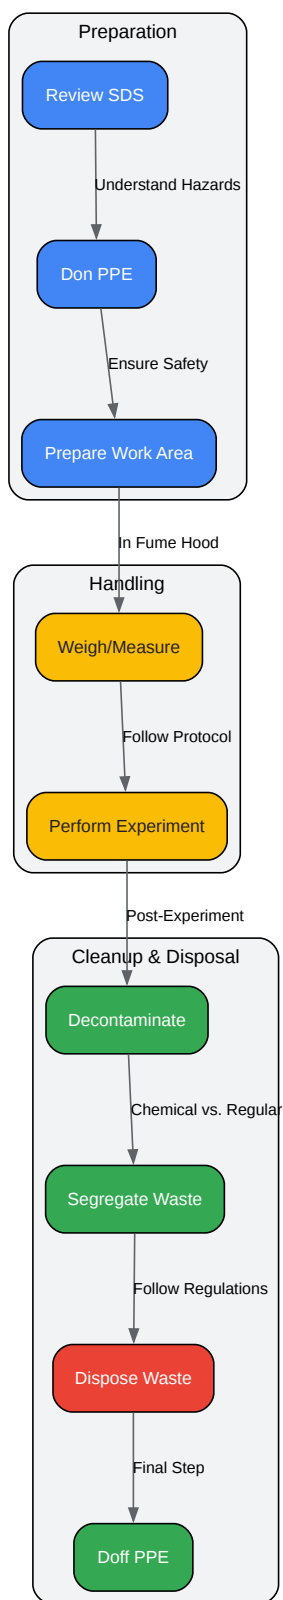 Preparation
Review SDS
Understand Hazards
Don PPE
Ensure Safety
Prepare Work Area
In Fume Hood
Handling
Weigh/Measure
Follow Protocol
Perform Experiment
Post-Experiment
Cleanup & Disposal
Decontaminate
Chemical vs. Regular
Segregate Waste
Follow Regulations
Dispose Waste
Final Step
Doff PPE